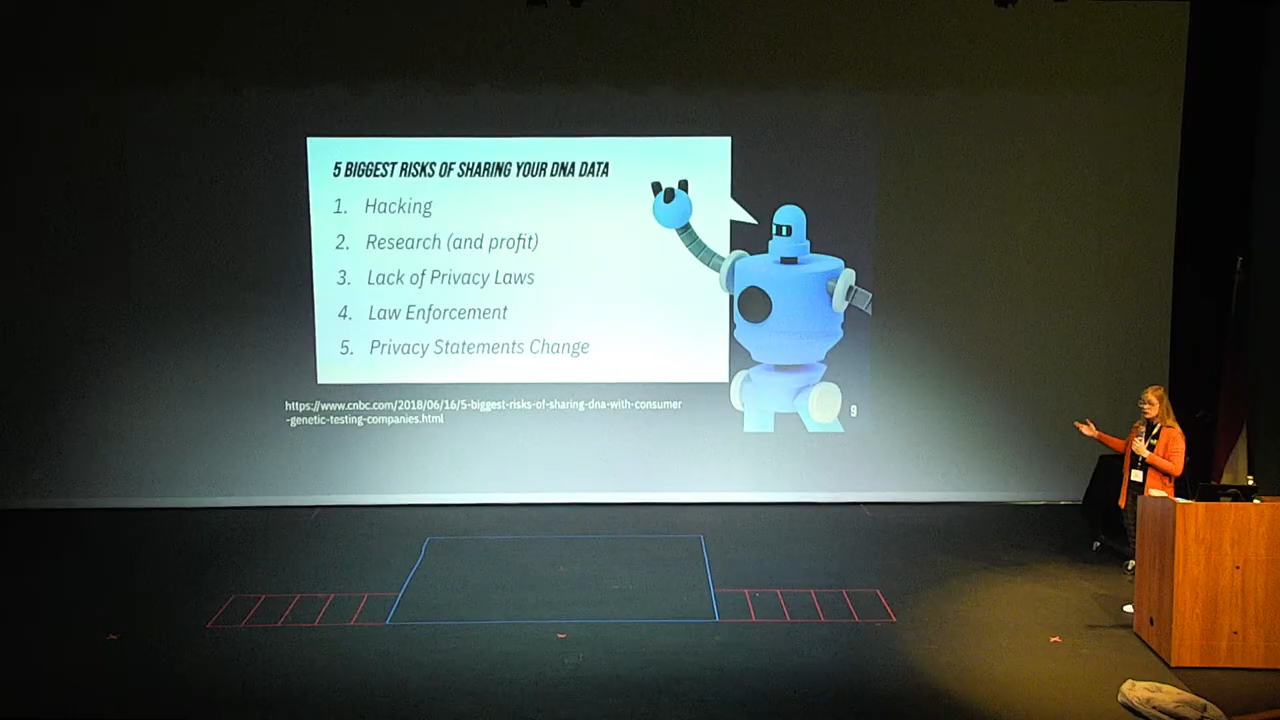 5 BIGGEST RISKS OF SHARING YOUR DNA DATA
1. Hacking
2. Research (and profit)
3. Lack of Privacy Laws
4. Law Enforcement
5. Privacy Statements Change
https://www.cnbc.com/2018/06/16/5-biggest-risks-of-sharing-dna-with-consumer
-genetic-testing-companies.html
9